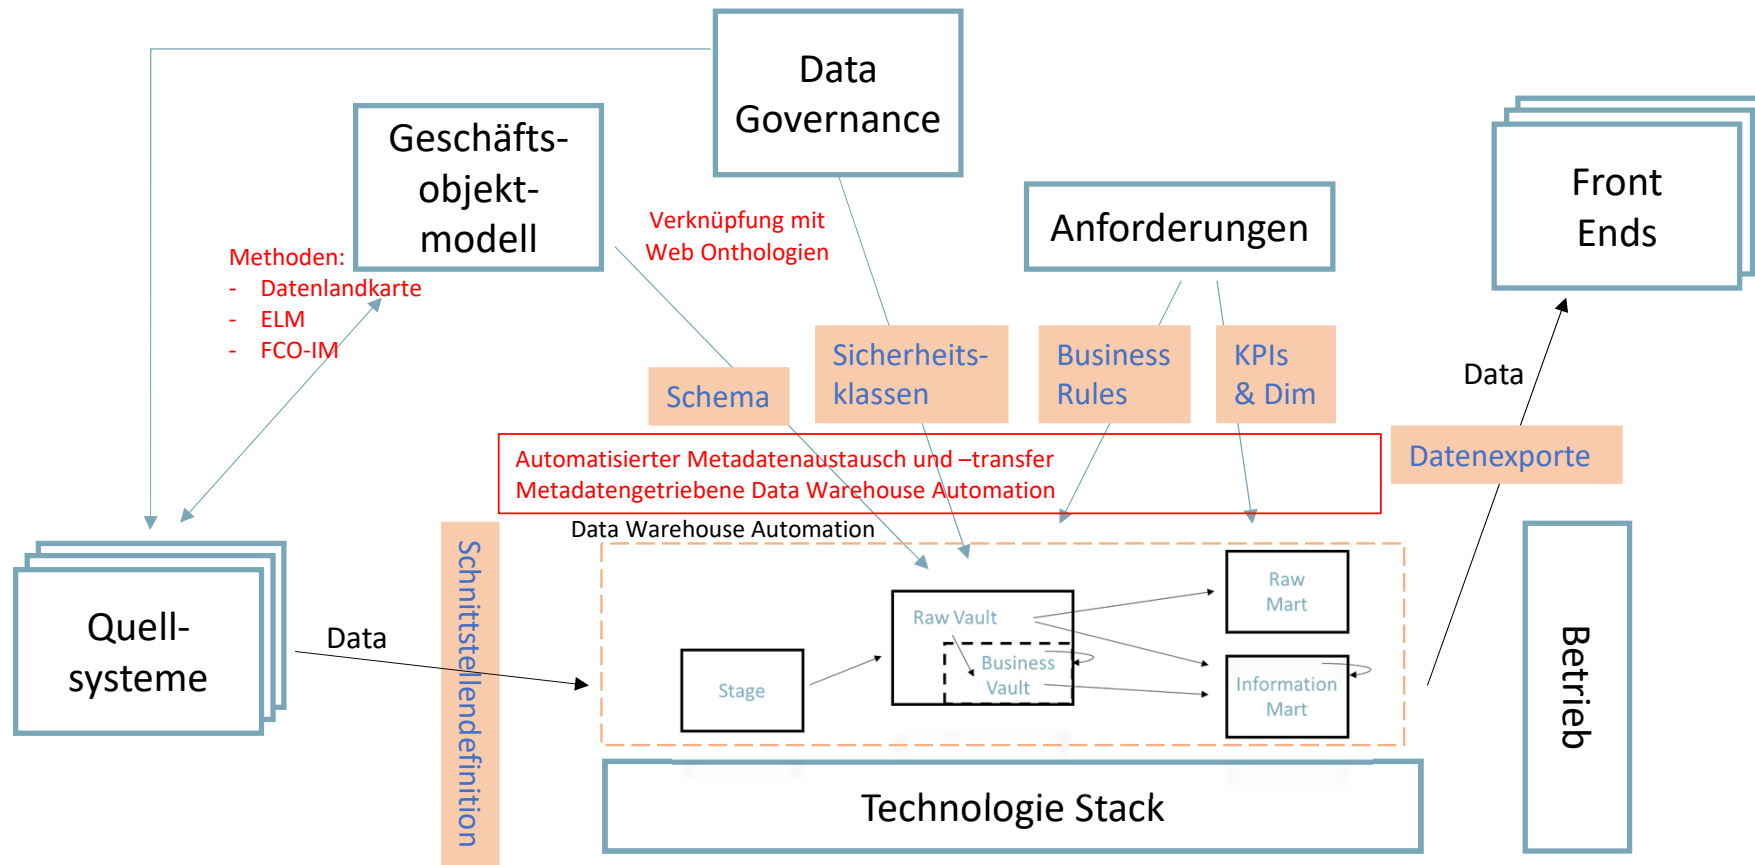 Data
Governance
Geschäfts-
objekt-
modell
Front
Ends
Anforderungen
Verknüpfung mit
Web Onthologien
Methoden:
- Datenlandkarte
- ELM
- FCO-IM
Schema
Sicherheits-
klassen
Business
Rules
KPIs
& Dim
Data
Datenexporte
Automatisierter Metadatenaustausch und –transfer
Metadatengetriebene Data Warehouse Automation
Data Warehouse Automation
Schnittstellendefinition
Quell-
systeme
Data
Stage
Raw Vault
Business
Vault
Raw
Mart
Information
Mart
Betrieb
Technologie Stack